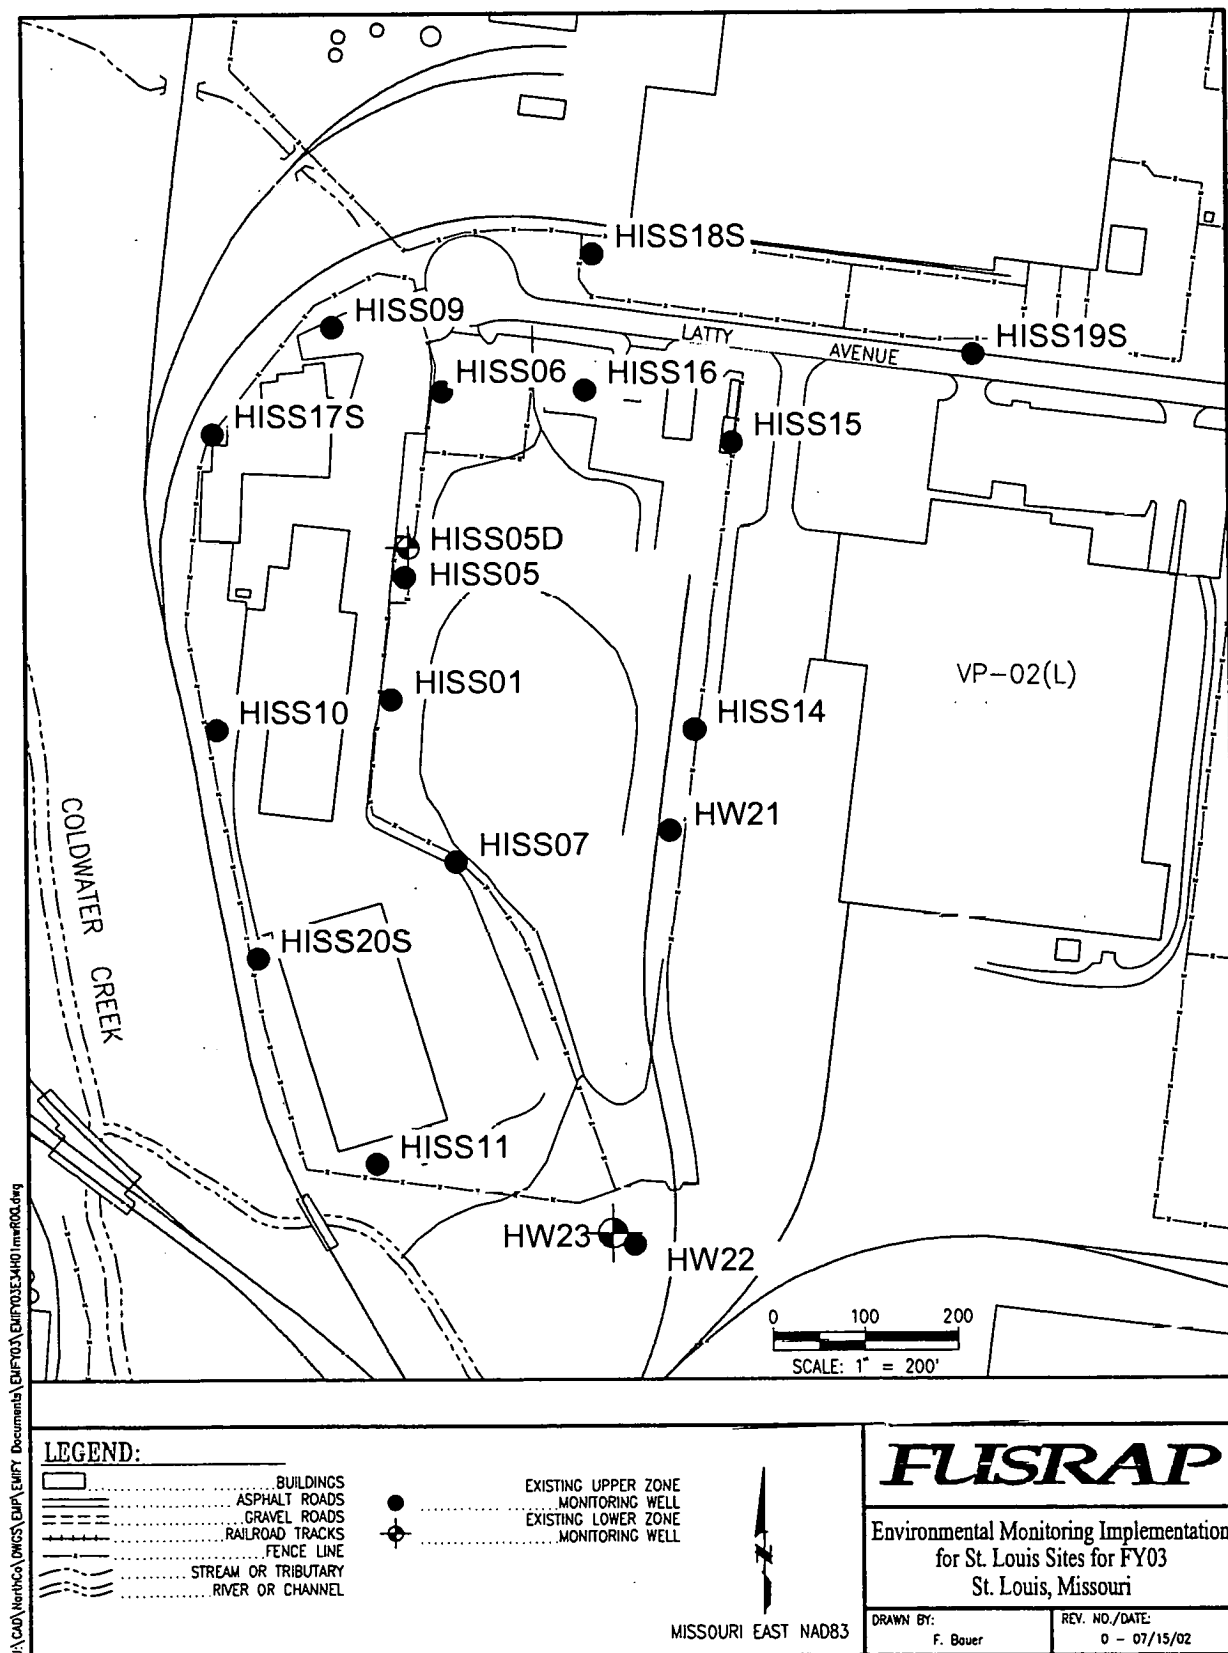 HISS18S
HISS09
LATTY
AVENUE
HISS19S
HISS06
HISS16
HISS17S
HISS15
HISS05D
HISS05
VP-02(L)
HISS01
HISS10
HISS14
COLDWATER CREEK
HW21
HISS07
HISS20S
HISS11
HW23
HW22
0 100 200
SCALE: 1" = 200'
LEGEND:
BUILDINGS
ASPHALT ROADS
GRAVEL ROADS
RAILROAD TRACKS
FENCE LINE
STREAM OR TRIBUTARY
RIVER OR CHANNEL
EXISTING UPPER ZONE
MONITORING WELL
EXISTING LOWER ZONE
MONITORING WELL
MISSOURI EAST NAD83
FUSRAP
Environmental Monitoring Implementation
for St. Louis Sites for FY03
St. Louis, Missouri
DRAWN BY:
F. Bauer
REV. NO./DATE:
0 - 07/15/02